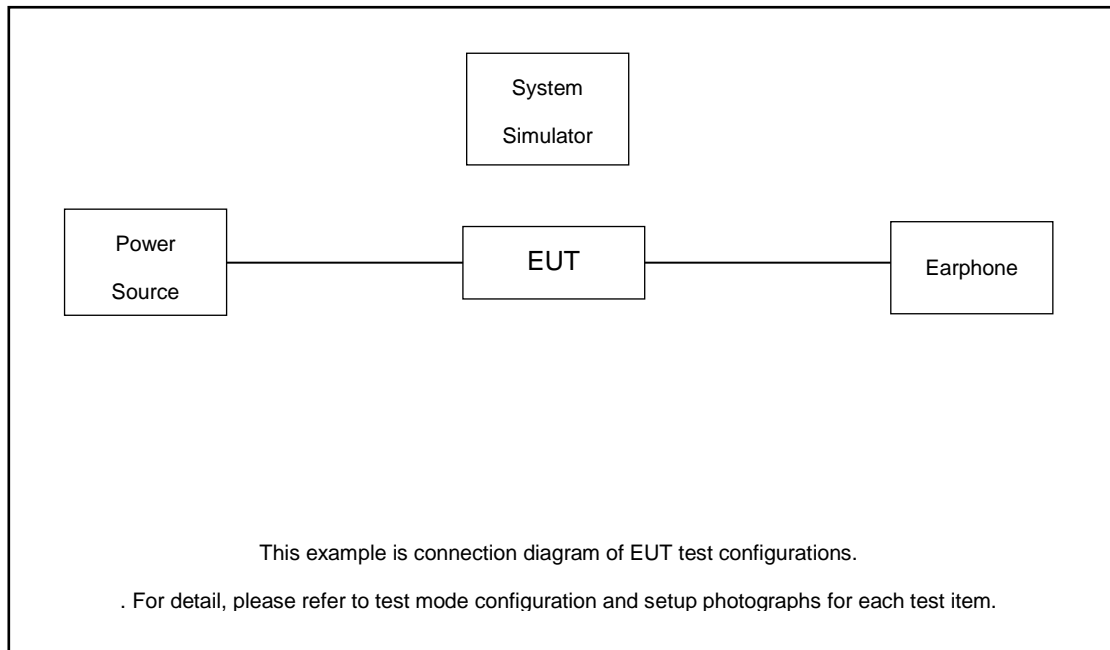 System
Simulator
Power
Source
EUT
Earphone
This example is connection diagram of EUT test configurations.
. For detail, please refer to test mode configuration and setup photographs for each test item.